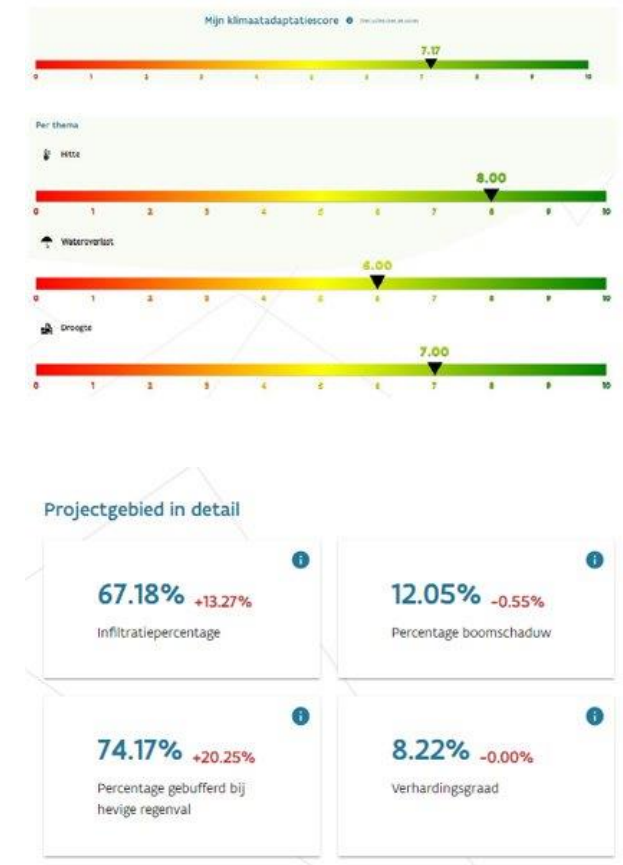 Mijn klimaatadaptatiescore
7.17
0 1 2 3 4 5 6 7 8 9 10
Per thema
Hitte
8.00
0 1 2 3 4 5 6 7 8 9 10
Wateroverlast
6.00
0 1 2 3 4 5 6 7 8 9 10
Droogte
7.00
0 1 2 3 4 5 6 7 8 9 10
Projectgebied in detail
67.18% +13.27%
Infiltratiepercentage
12.05% -0.55%
Percentage boomschaduw
74.17% +20.25%
Percentage gebufferd bij
hevige regenval
8.22% -0.00%
Verhardingsgraad